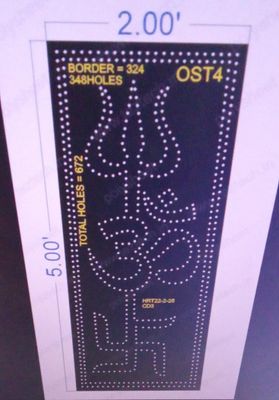 2.00'
BORDER = 324
348HOLES
OST4
TOTAL HOLES = 672
5.00'
HRT22-2-26
CD3